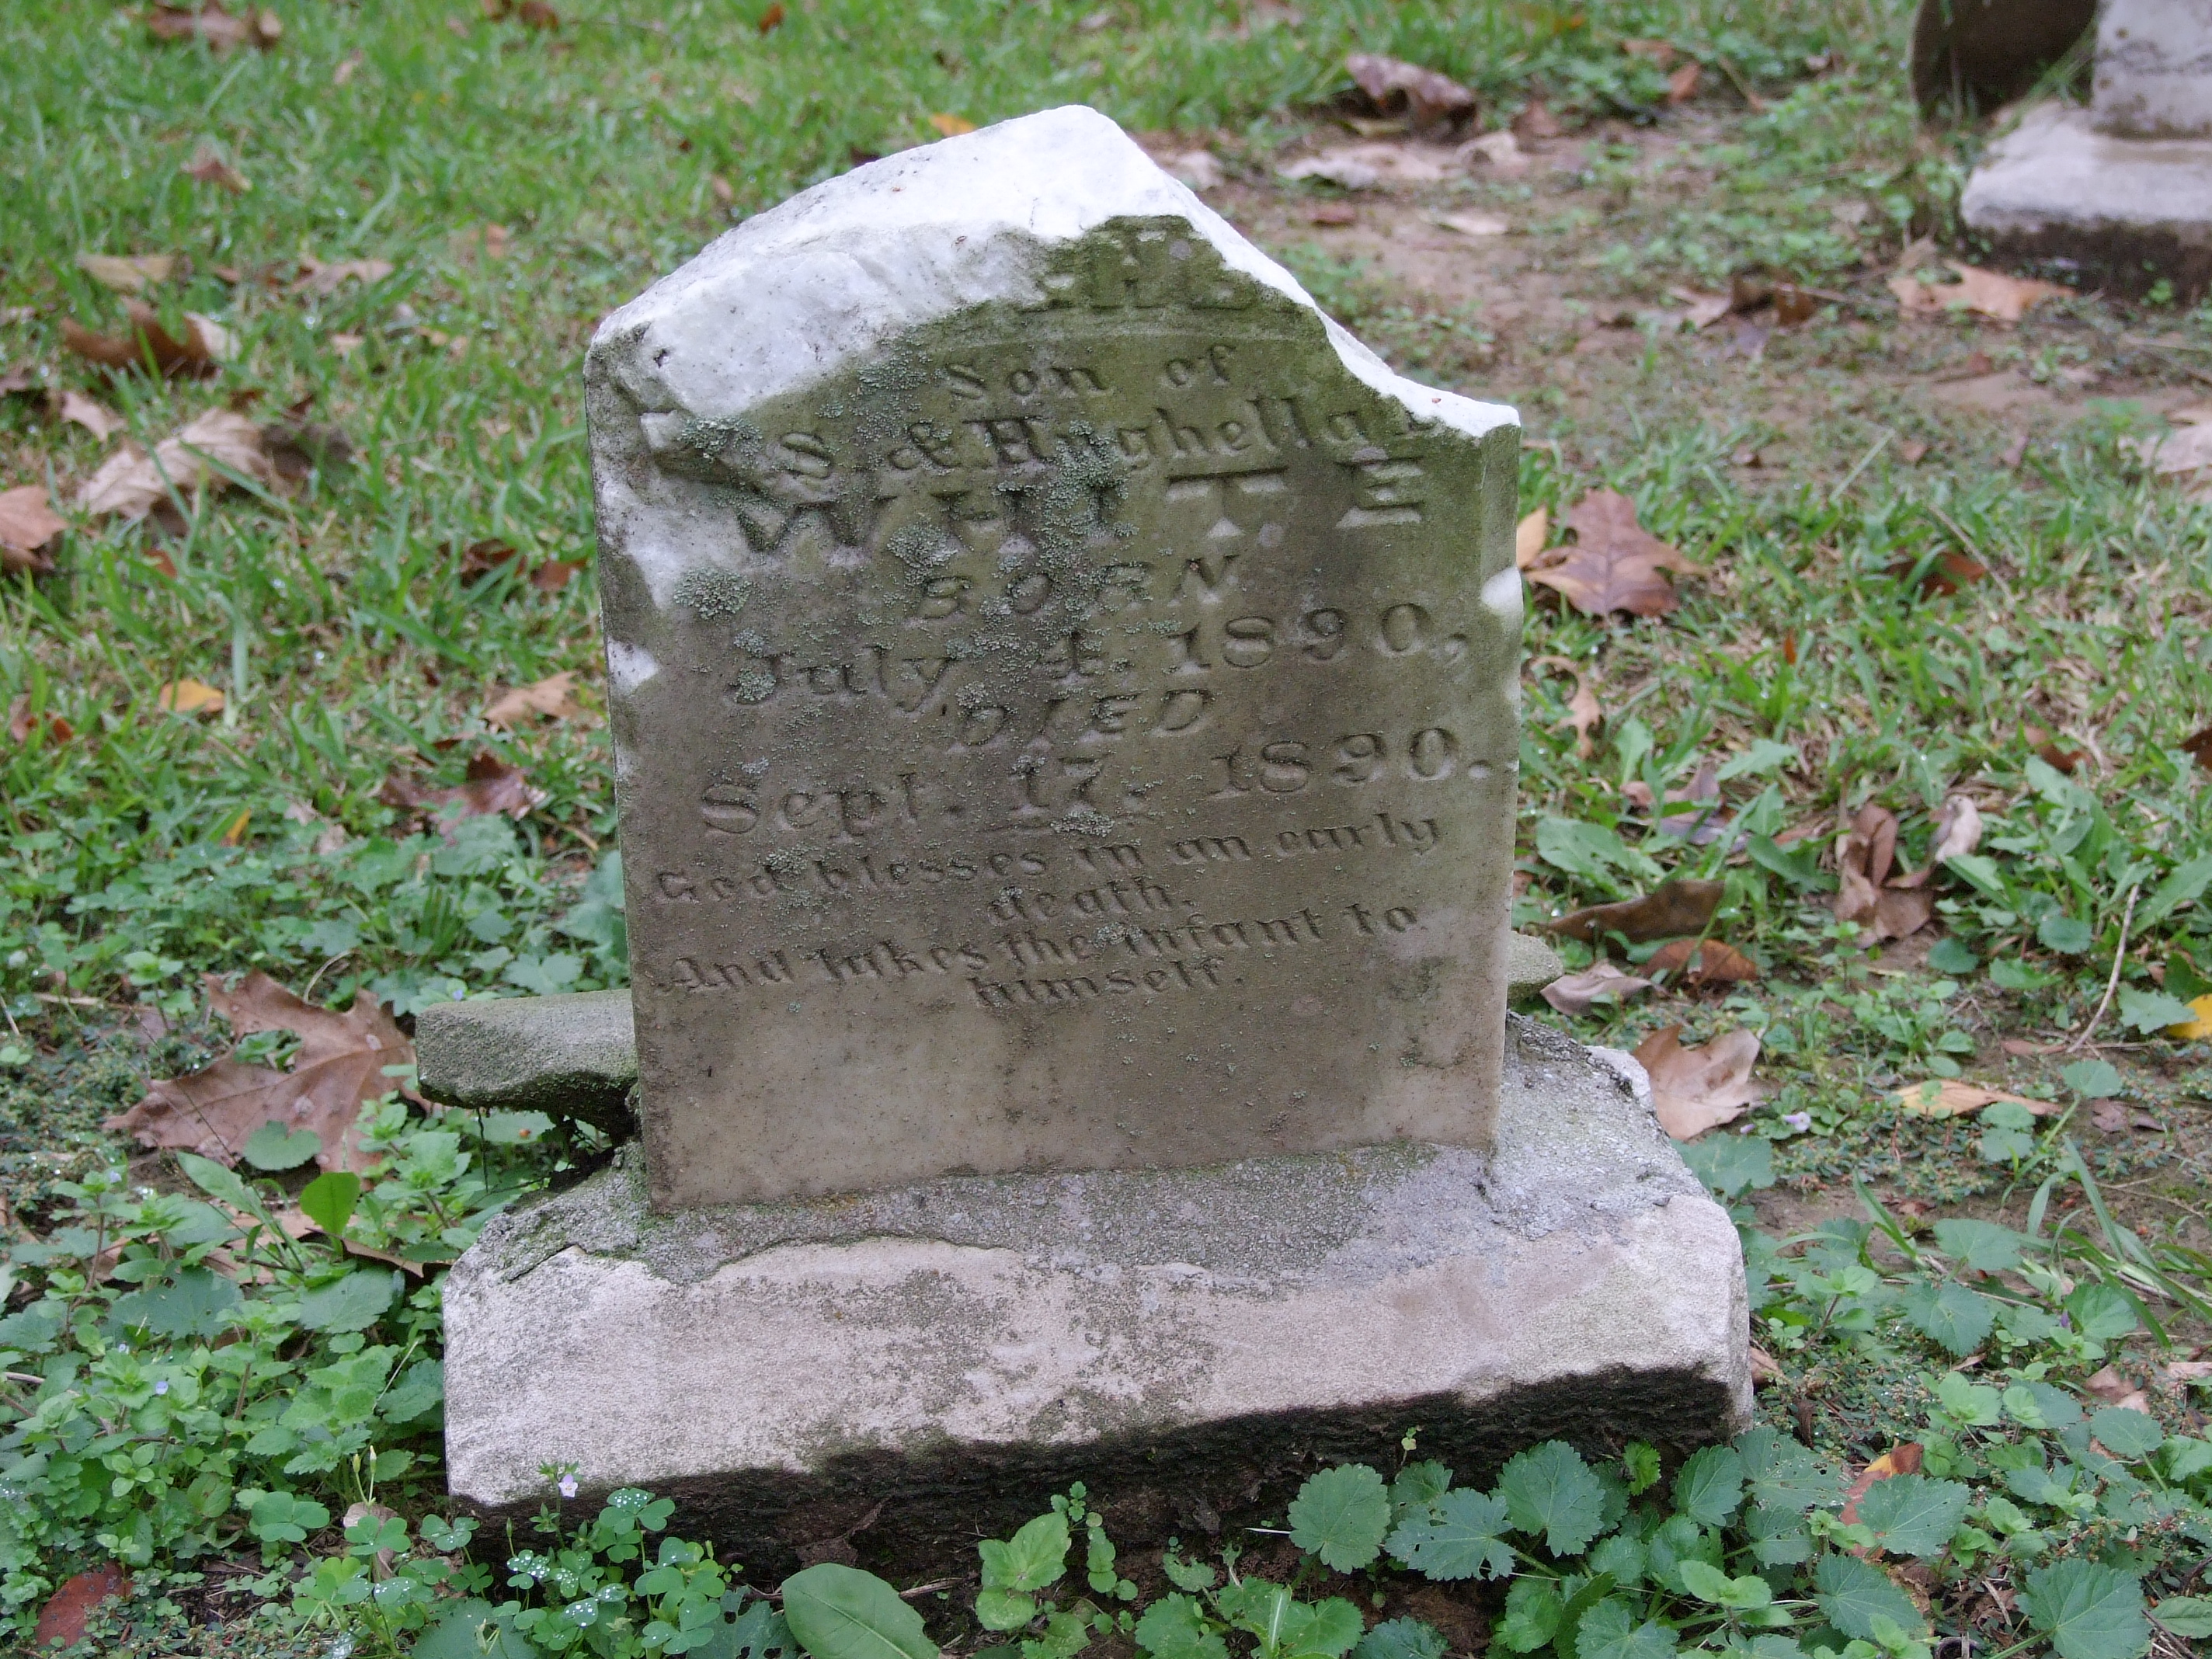 Son of
S. & Hughella
WHITE
BORN
July 4. 1890,
DIED
Sept. 17. 1890.
God blesses in an early
death.
And takes the infant to
himself.